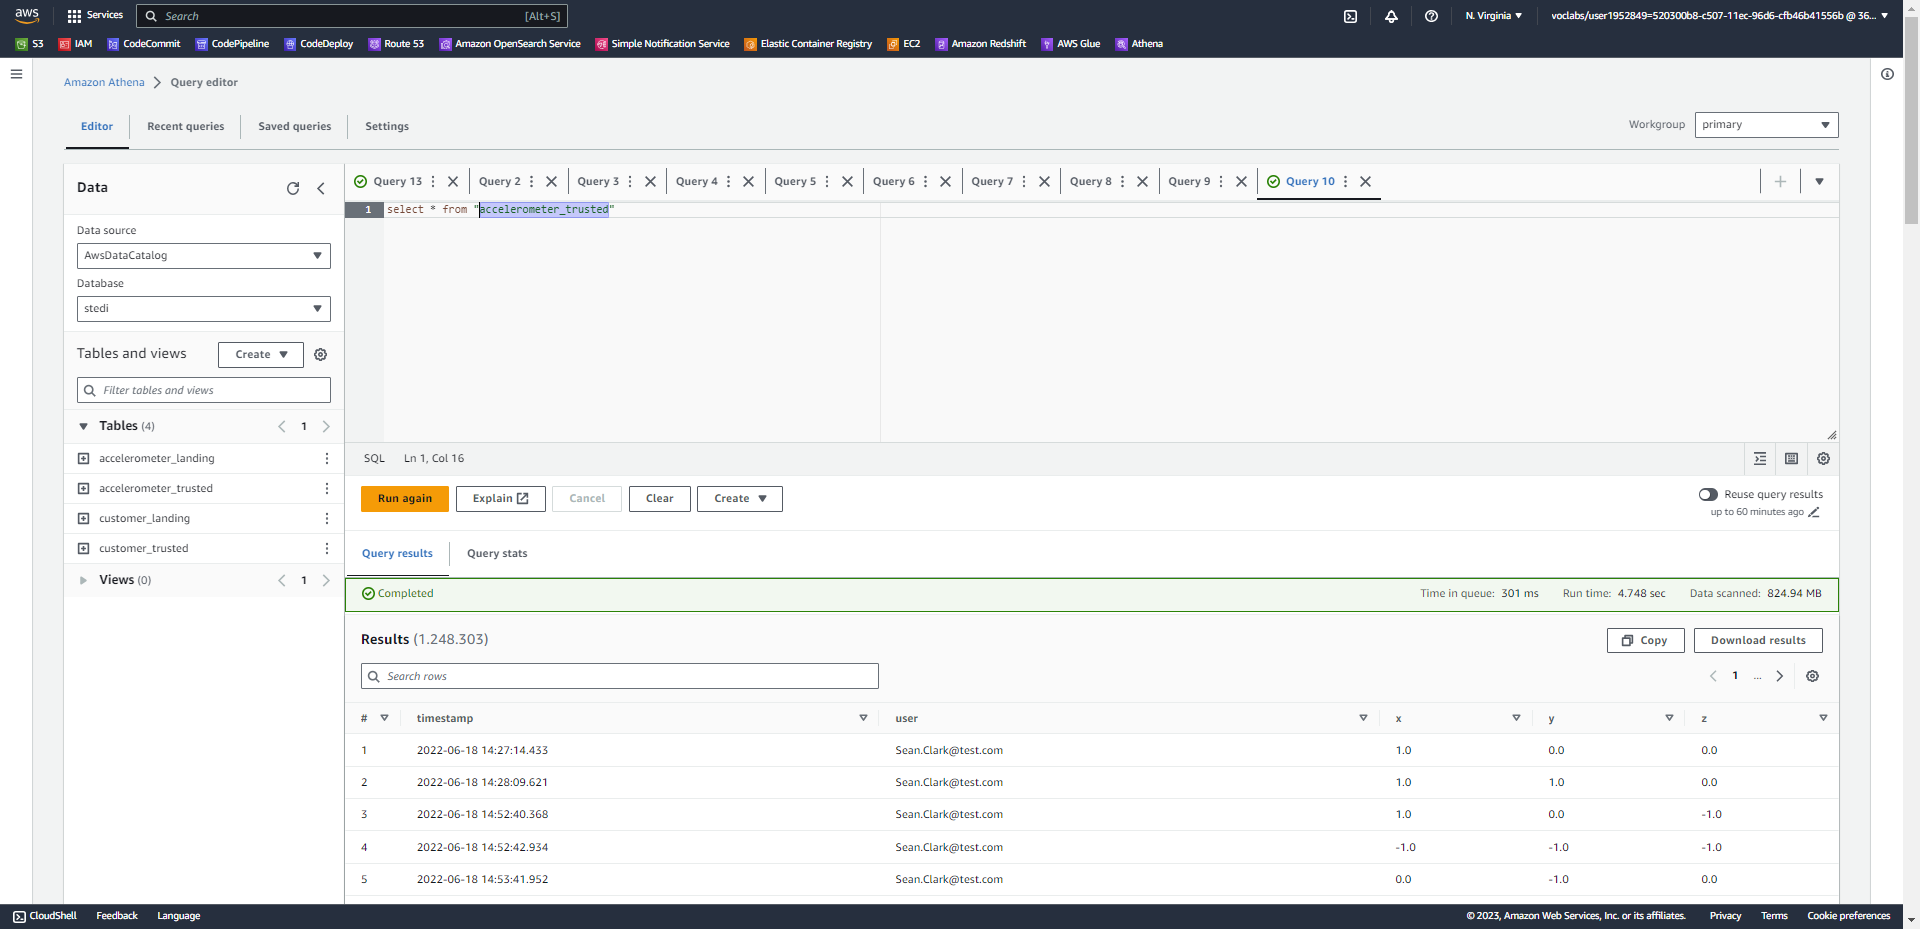 aws Services Search [Alt+S] N. Virginia voclabs/user1952849=520300b8-c507-11ec-96d6-cfb46b41556b @ 36...
S3 IAM CodeCommit CodePipeline CodeDeploy Route 53 Amazon OpenSearch Service Simple Notification Service Elastic Container Registry EC2 Amazon Redshift AWS Glue Athena
Amazon Athena Query editor
Editor Recent queries Saved queries Settings Workgroup primary
Data
Data source
AwsDataCatalog
Database
stedi
Tables and views Create
Filter tables and views
Tables (4) 1
accelerometer_landing
accelerometer_trusted
customer_landing
customer_trusted
Views (0) 1
Query 13 Query 2 Query 3 Query 4 Query 5 Query 6 Query 7 Query 8 Query 9 Query 10
1 select * from "accelerometer_trusted"
SQL Ln 1, Col 16
Run again Explain Cancel Clear Create Reuse query results
up to 60 minutes ago
Query results Query stats
Completed Time in queue: 301 ms Run time: 4.748 sec Data scanned: 824.94 MB
Results (1.248.303) Copy Download results
Search rows 1 ...
# timestamp user x y z
1 2022-06-18 14:27:14.433 Sean.Clark@test.com 1.0 0.0 0.0
2 2022-06-18 14:28:09.621 Sean.Clark@test.com 1.0 1.0 0.0
3 2022-06-18 14:52:40.368 Sean.Clark@test.com 1.0 0.0 -1.0
4 2022-06-18 14:52:42.934 Sean.Clark@test.com -1.0 -1.0 -1.0
5 2022-06-18 14:53:41.952 Sean.Clark@test.com 0.0 -1.0 0.0
CloudShell Feedback Language © 2023, Amazon Web Services, Inc. or its affiliates. Privacy Terms Cookie preferences